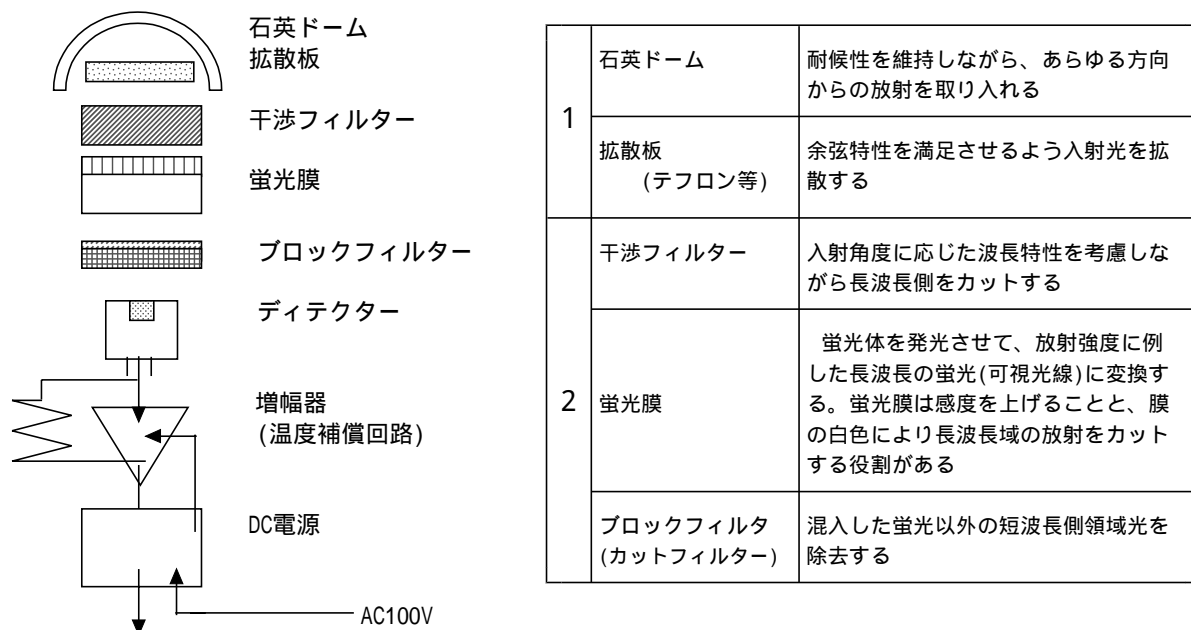 石英ドーム
拡散板
干渉フィルター
蛍光膜
ブロックフィルター
ディテクター
増幅器
(温度補償回路)
DC電源
AC100V
1
石英ドーム
耐候性を維持しながら、あらゆる方向
からの放射を取り入れる
拡散板
(テフロン等)
余弦特性を満足させるよう入射光を拡
散する
2
干渉フィルター
入射角度に応じた波長特性を考慮しな
がら長波長側をカットする
蛍光膜
蛍光体を発光させて、放射強度に例
した長波長の蛍光(可視光線)に変換す
る。蛍光膜は感度を上げることと、膜
の白色により長波長域の放射をカット
する役割がある
ブロックフィルタ
(カットフィルター)
混入した蛍光以外の短波長側領域光を
除去する